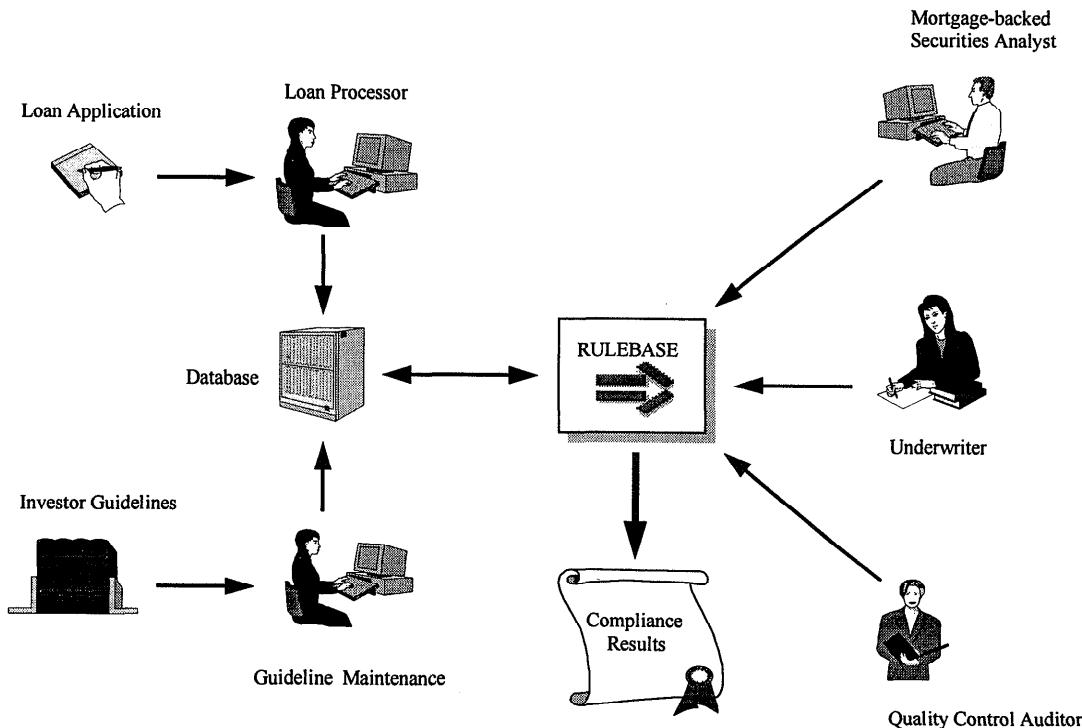 Mortgage-backed
Securities Analyst
Loan Processor
Loan Application
RULEBASE
Database
Underwriter
Investor Guidelines
Compliance
Results
Guideline Maintenance
Quality Control Auditor